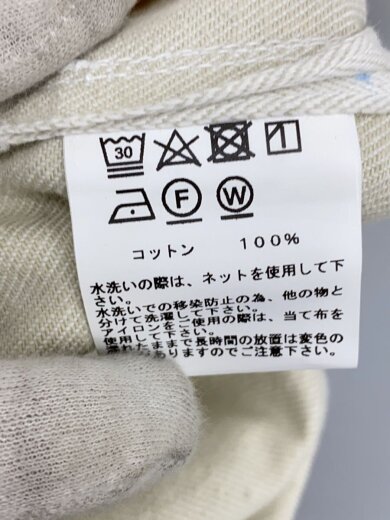 30
F W
コットン 100%
水洗いの際は、ネットを使用して下
さい。
水洗いでの移染防止の為、他の物と
分けて洗濯して下さい。
アイロンをご使用の際は、当て布を
使用して下さい。
濡れたままで長時間の放置は変色の
ありますのでご注意下さい。